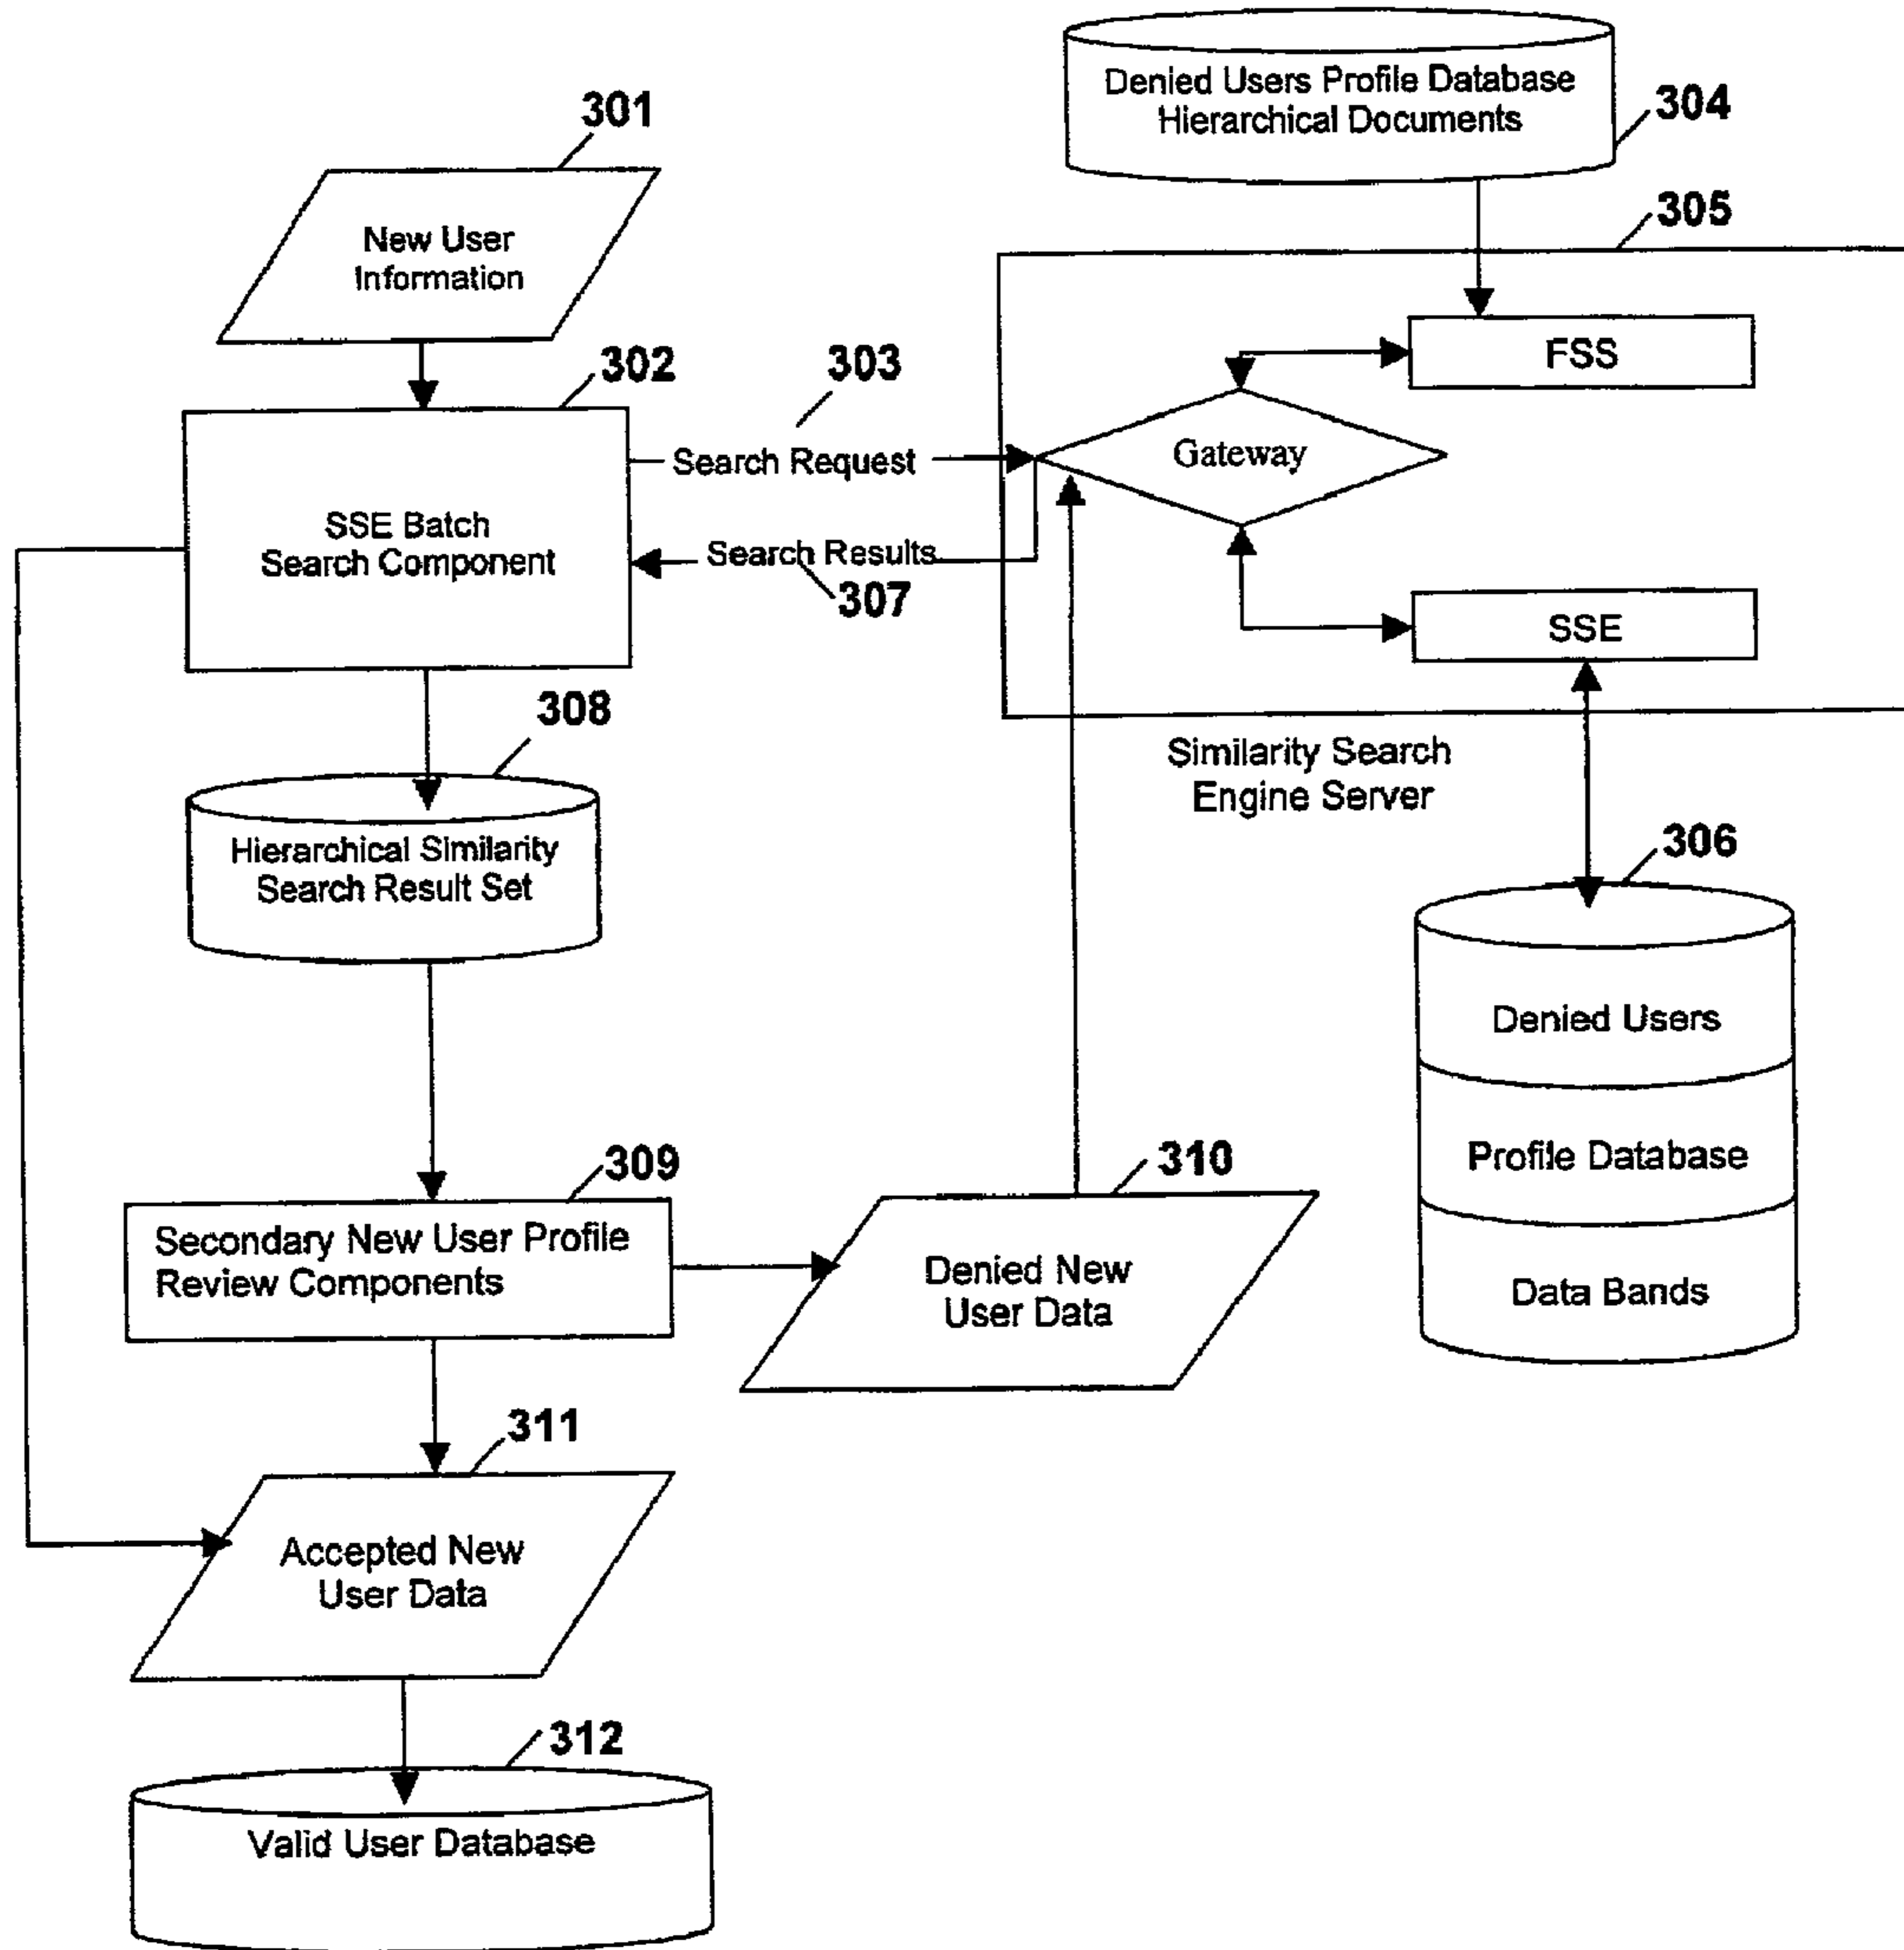 Denied Users Profile Database
Hierarchical Documents
304
301
New User
Information
305
302
303
FSS
Search Request
Gateway
SSE Batch
Search Component
Search Results
307
SSE
308
Similarity Search
Engine Server
Hierarchical Similarity
Search Result Set
306
Denied Users
Profile Database
Data Bands
309
310
Secondary New User Profile
Review Components
Denied New
User Data
311
Accepted New
User Data
312
Valid User Database